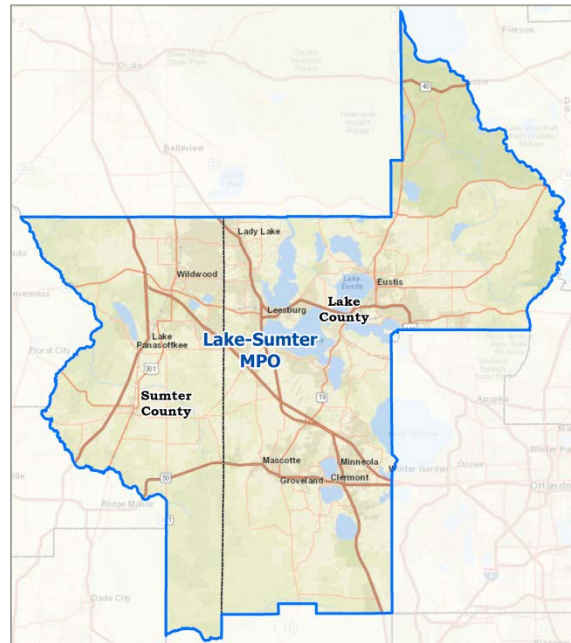 Pierson
Ocala
Ocala
National
Forest
40
Belleview
Lady Lake
Wildwood
Lake
Eustis
Eustis
Inverness
Leesburg
Lake
County
Lake
Panasoffkee
Lake-Sumter
MPO
Floral City
301
Apopka
Sumter
County
19
Mascotte
Minneola
Winter Garden
Ocoee
Winter Park
50
Groveland
Clermont
Orlando
Ridge Manor
Dade City